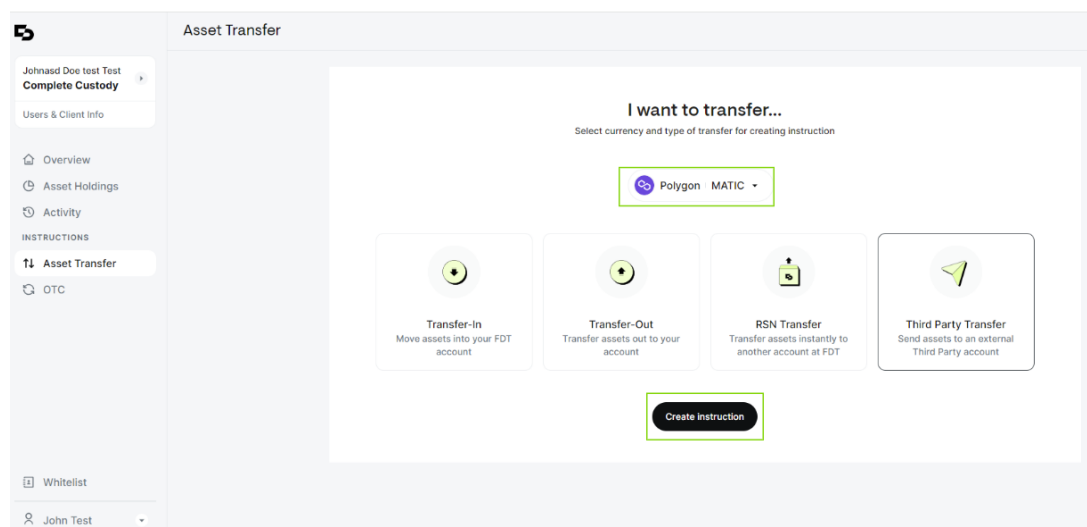 Asset Transfer
Johnasd Doe test Test
Complete Custody
Users & Client Info
Overview
Asset Holdings
Activity
INSTRUCTIONS
Asset Transfer
OTC
Whitelist
John Test
I want to transfer...
Select currency and type of transfer for creating instruction
Polygon MATIC
Transfer-In
Move assets into your FDT
account
Transfer-Out
Transfer assets out to your
account
RSN Transfer
Transfer assets instantly to
another account at FDT
Third Party Transfer
Send assets to an external
Third Party account
Create instruction